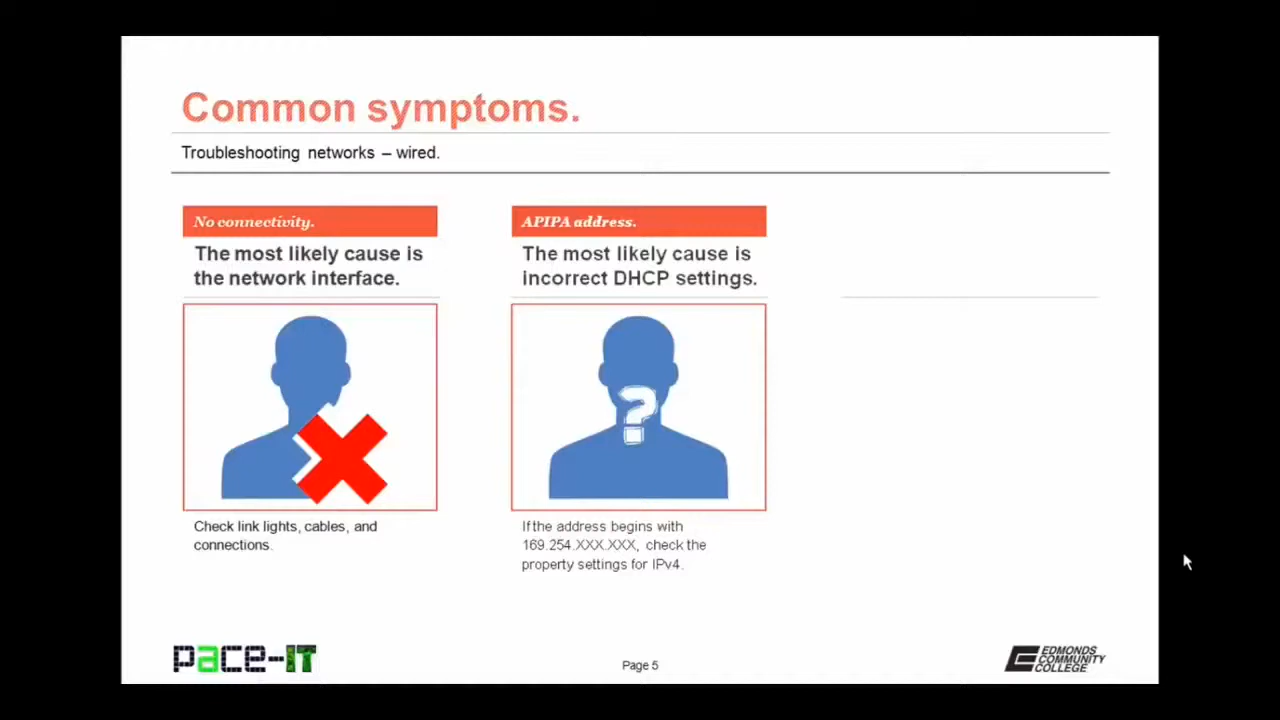 Common symptoms.
Troubleshooting networks – wired.
No connectivity.
The most likely cause is
the network interface.
Check link lights, cables, and
connections.
APIPA address.
The most likely cause is
incorrect DHCP settings.
?
If the address begins with
169.254.XXX.XXX, check the
property settings for IPv4.
pace-IT
Page 5
EDMONDS
COMMUNITY
COLLEGE